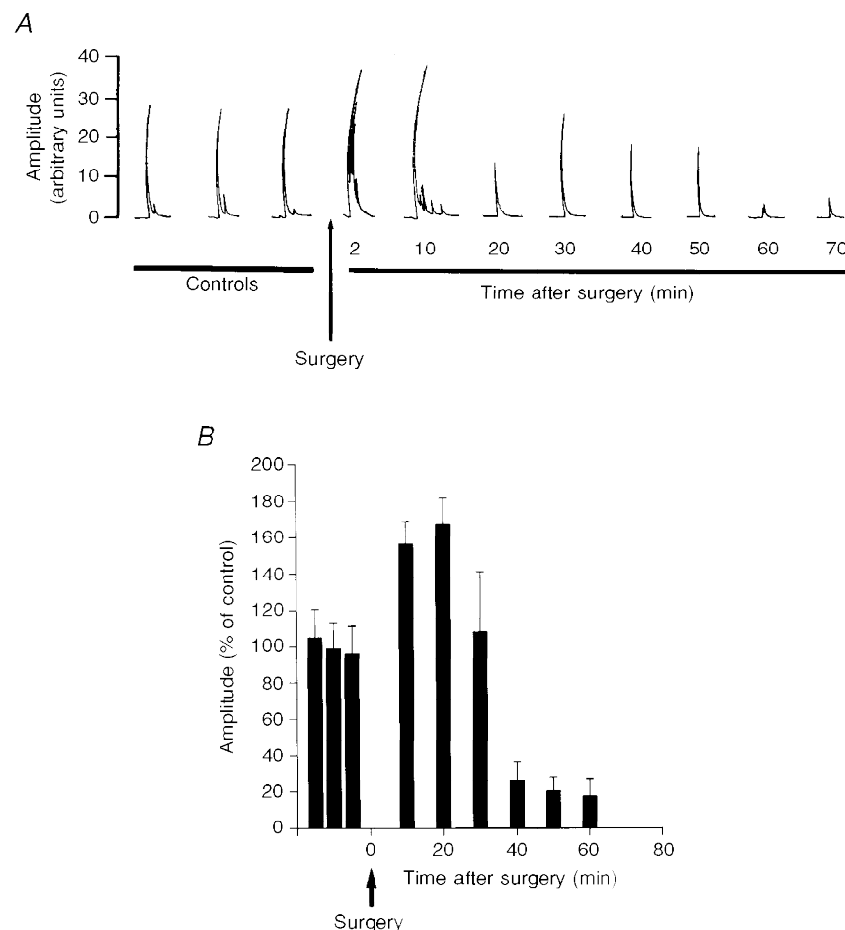 A
Amplitude
(arbitrary units)
40
30
20
10
0
2 10 20 30 40 50 60 70
Controls
Time after surgery (min)
Surgery
B
Amplitude (% of control)
200
180
160
140
120
100
80
60
40
20
0
0 20 40 60 80
Time after surgery (min)
Surgery